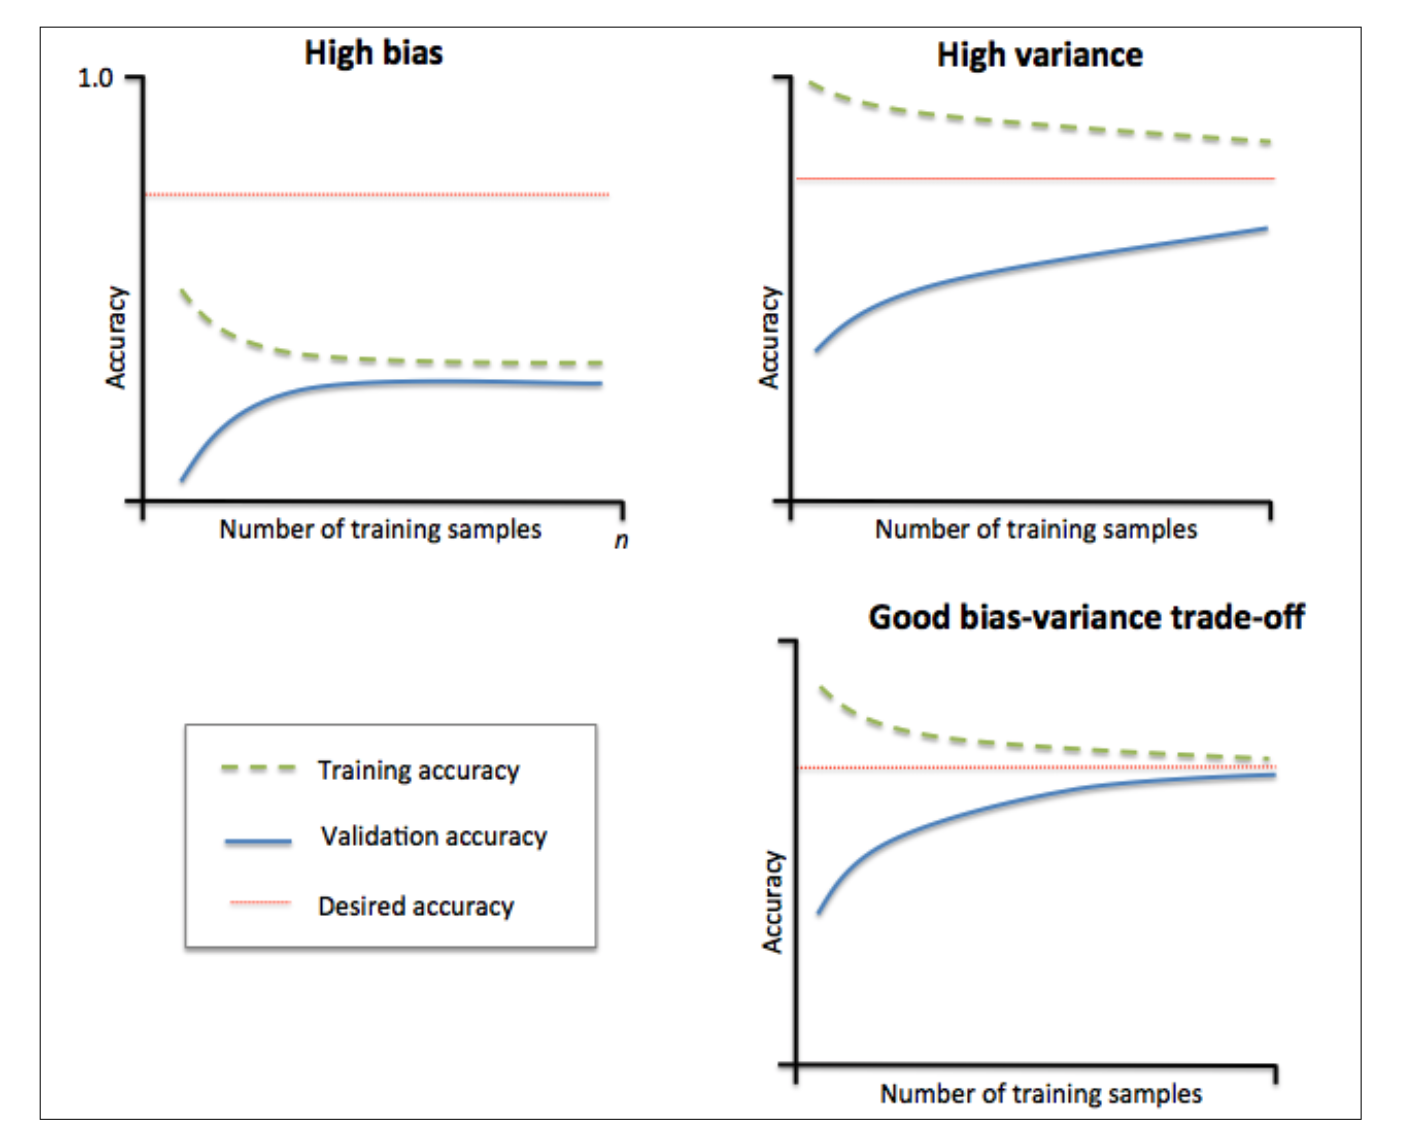 High bias
1.0
Accuracy
Number of training samples
n
High variance
Accuracy
Number of training samples
Training accuracy
Validation accuracy
Desired accuracy
Good bias-variance trade-off
Accuracy
Number of training samples